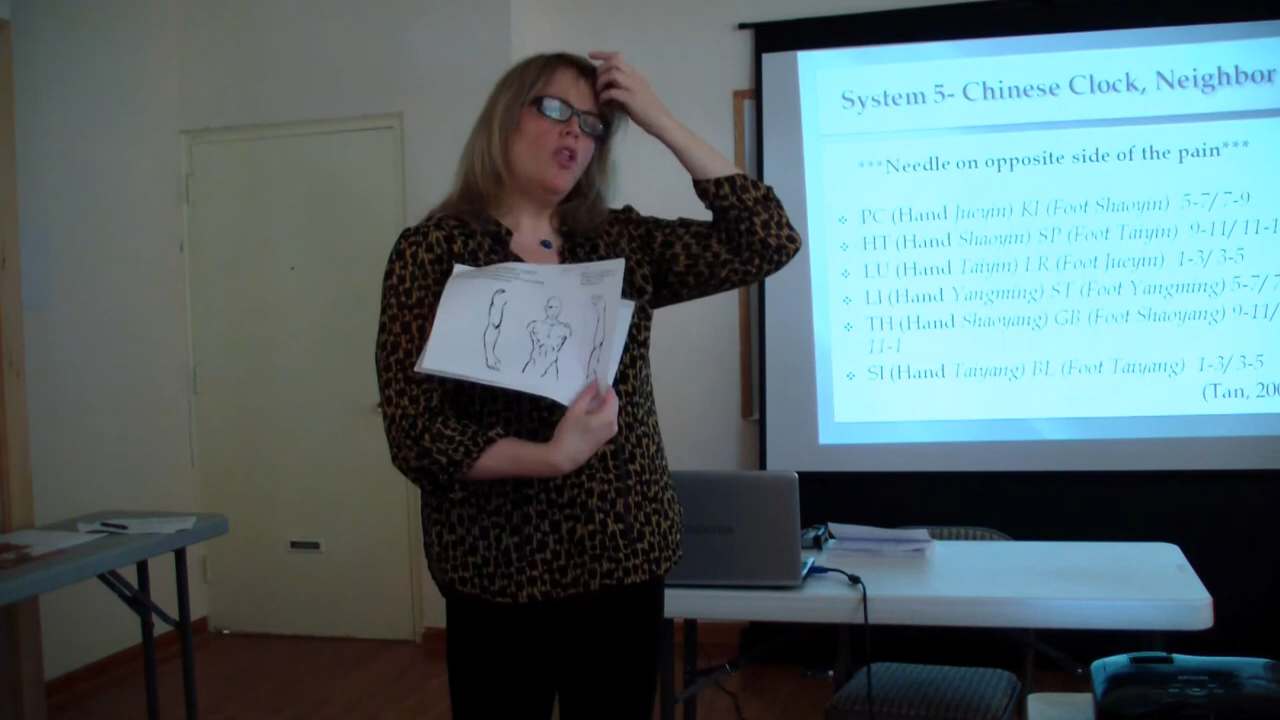 System 5- Chinese Clock, Neighbor
***Needle on opposite side of the pain***
PC (Hand Jueyin) KI (Foot Shaoyin) 5-7/7-9
HT (Hand Shaoyin) SP (Foot Taiyin) 9-11/11-1
LU (Hand Taiyin) LR (Foot Jueyin) 1-3/3-5
LI (Hand Yangming) ST (Foot Yangming) 5-7/7
TH (Hand Shaoyang) GB (Foot Shaoyang) 9-11/
11-1
SI (Hand Taiyang) BL (Foot Taiyang) 1-3/3-5
(Tan, 200